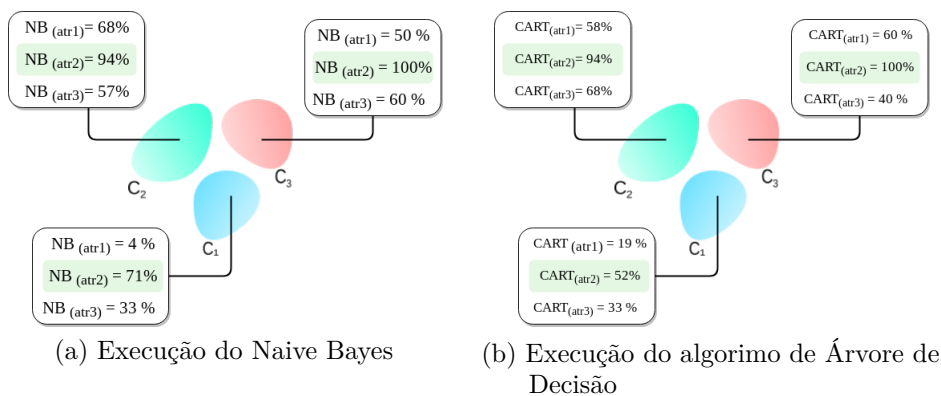 NB (atr1)= 68%
NB (atr2)= 94%
NB (atr3)= 57%
NB (atr1) = 50 %
NB (atr2) = 100%
NB (atr3) = 60 %
C2
C3
C1
NB (atr1) = 4 %
NB (atr2) = 71%
NB (atr3) = 33 %
(a) Execução do Naive Bayes
CART(atr1)= 58%
CART(atr2)= 94%
CART(atr3)= 68%
CART(atr1) = 60 %
CART(atr2) = 100%
CART(atr3) = 40 %
C2
C3
C1
CART (atr1) = 19 %
CART(atr2) = 52%
CART(atr3) = 33 %
(b) Execução do algorimo de Árvore de
Decisão